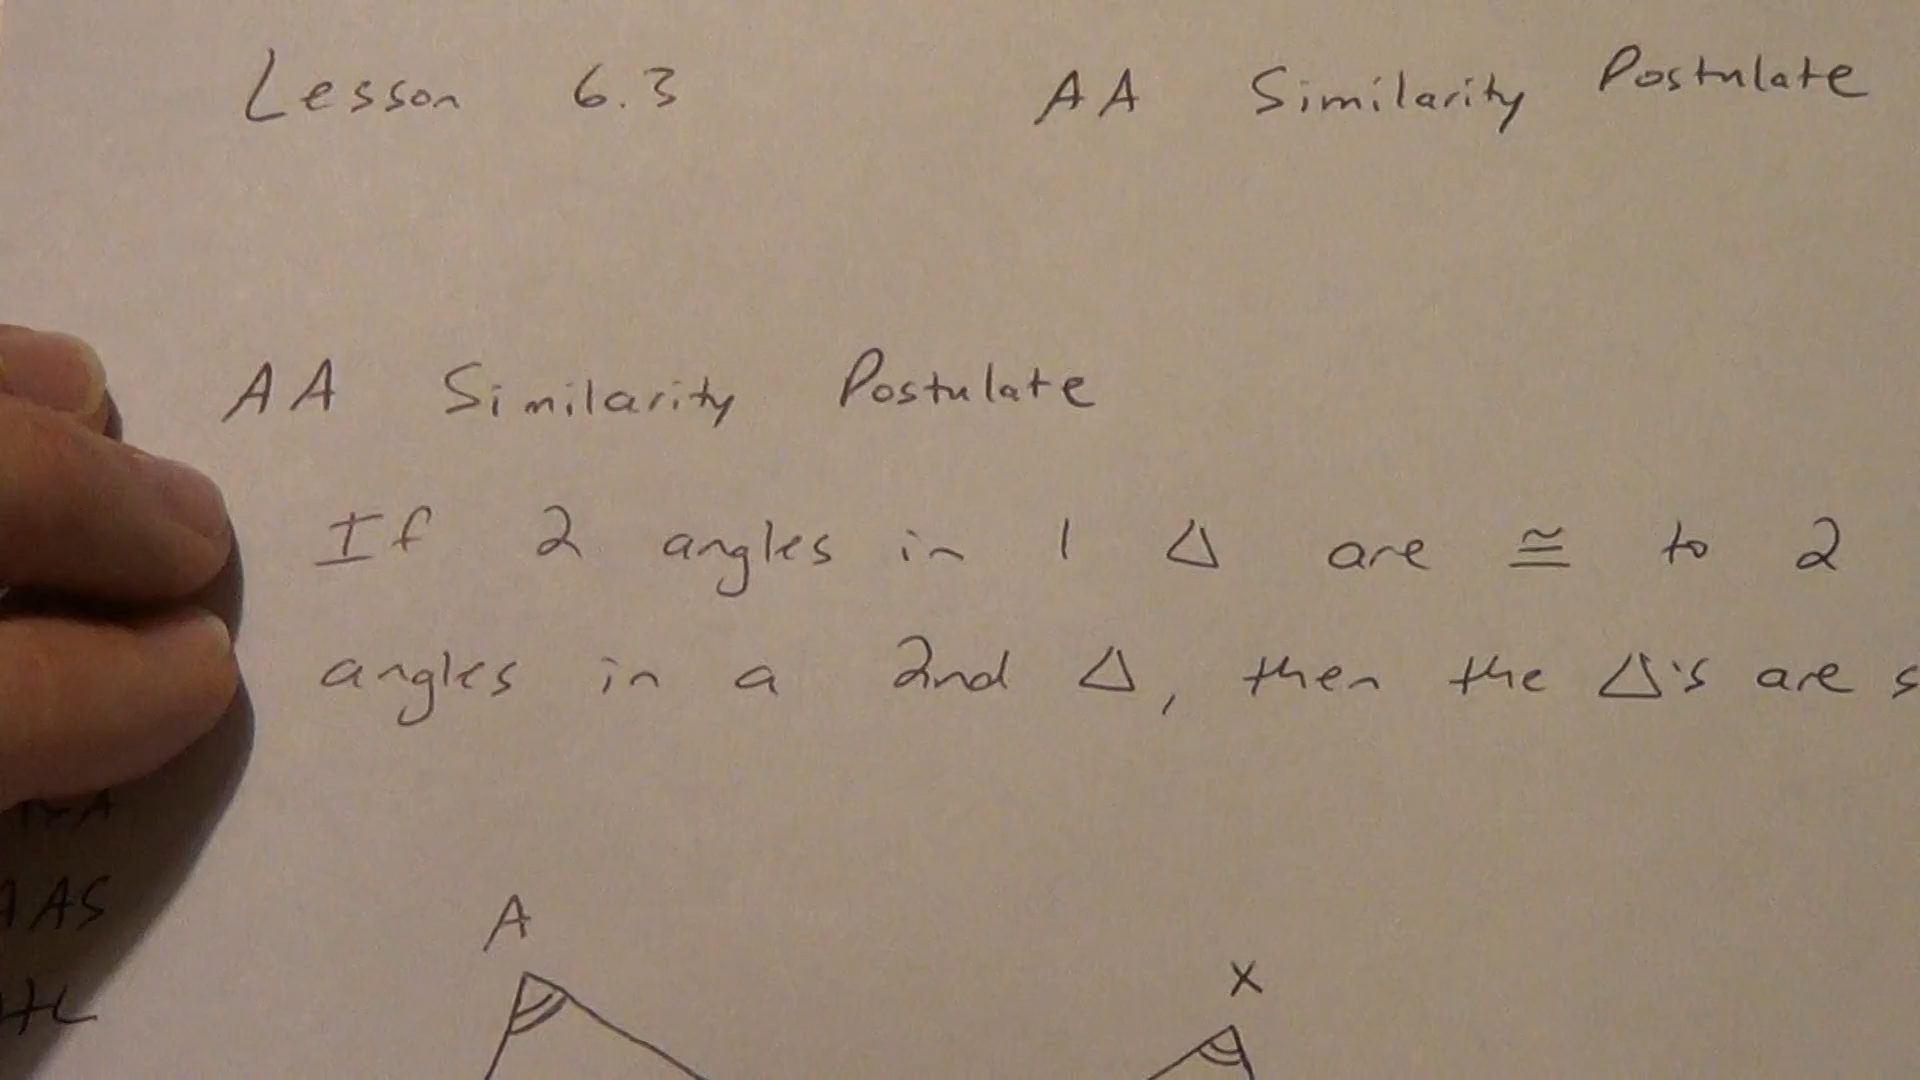 Lesson 6.3 AA Similarity Postulate
AA Similarity Postulate
If 2 angles in 1 △ are ≅ to 2
angles in a 2nd △, then the △'s are s
AAS
A
X